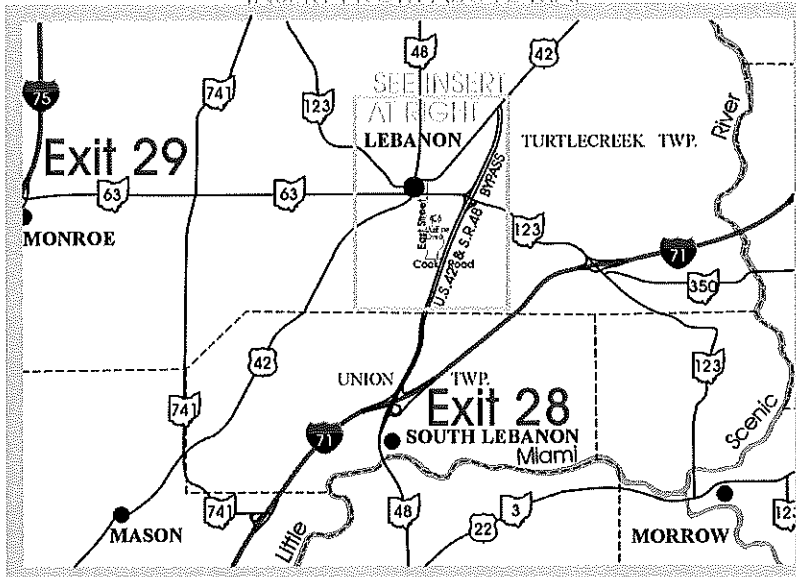 48
42
741
123
75
SEE INSERT
AT RIGHT
LEBANON
TURTLECREEK TWP.
River
Exit 29
63
63
BYPASS
U.S. 42 & S.R. 48
East Street
123
MONROE
71
350
42
123
UNION TWP.
741
Exit 28
71
SOUTH LEBANON
Scenic
Miami
741
Little
48
22
3
123
MASON
MORROW